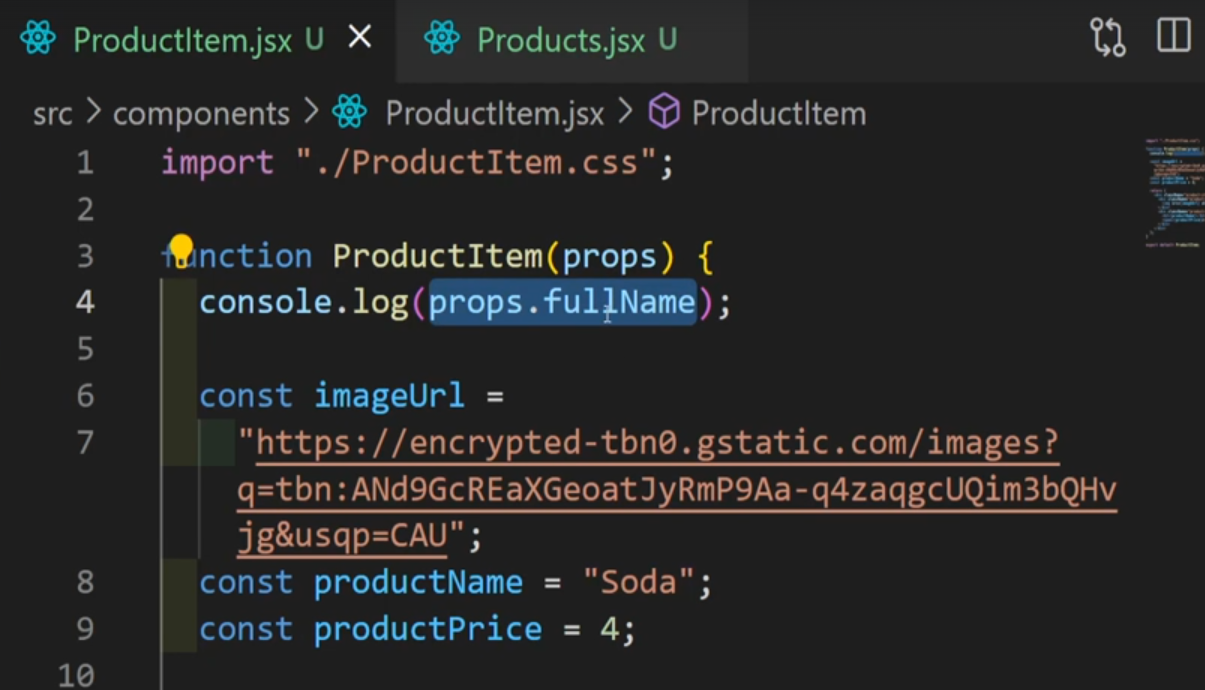 ProductItem.jsx U Products.jsx U
src > components > ProductItem.jsx > ProductItem
1 import "./ProductItem.css";
2
3 function ProductItem(props) {
4 console.log(props.fullName);
5
6 const imageUrl =
7 "https://encrypted-tbn0.gstatic.com/images?
q=tbn:ANd9GcREaXGeoatJyRmP9Aa-q4zaqgcUQim3bQHv
jg&usqp=CAU";
8 const productName = "Soda";
9 const productPrice = 4;
10